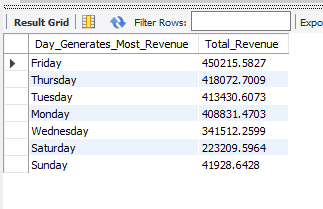 Result Grid Filter Rows: Expo
Day_Generates_Most_Revenue Total_Revenue
Friday 450215.5827
Thursday 418072.7009
Tuesday 413430.6073
Monday 408831.4703
Wednesday 341512.2599
Saturday 223209.5964
Sunday 41928.6428